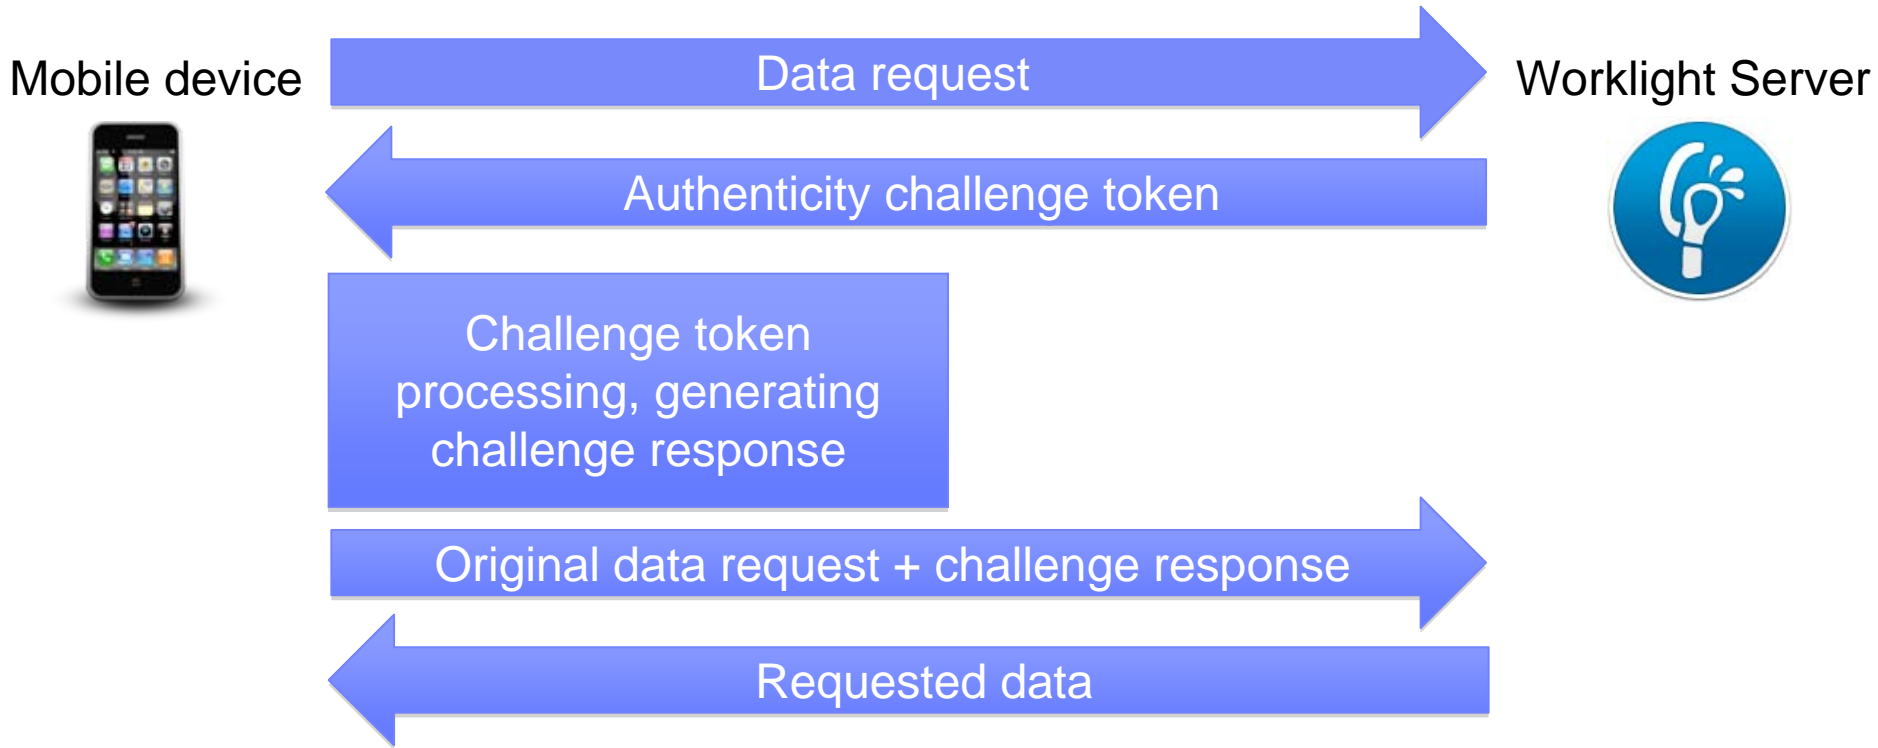 Data request
Mobile device
Worklight Server
Authenticity challenge token
Challenge token
processing, generating
challenge response
Original data request + challenge response
Requested data